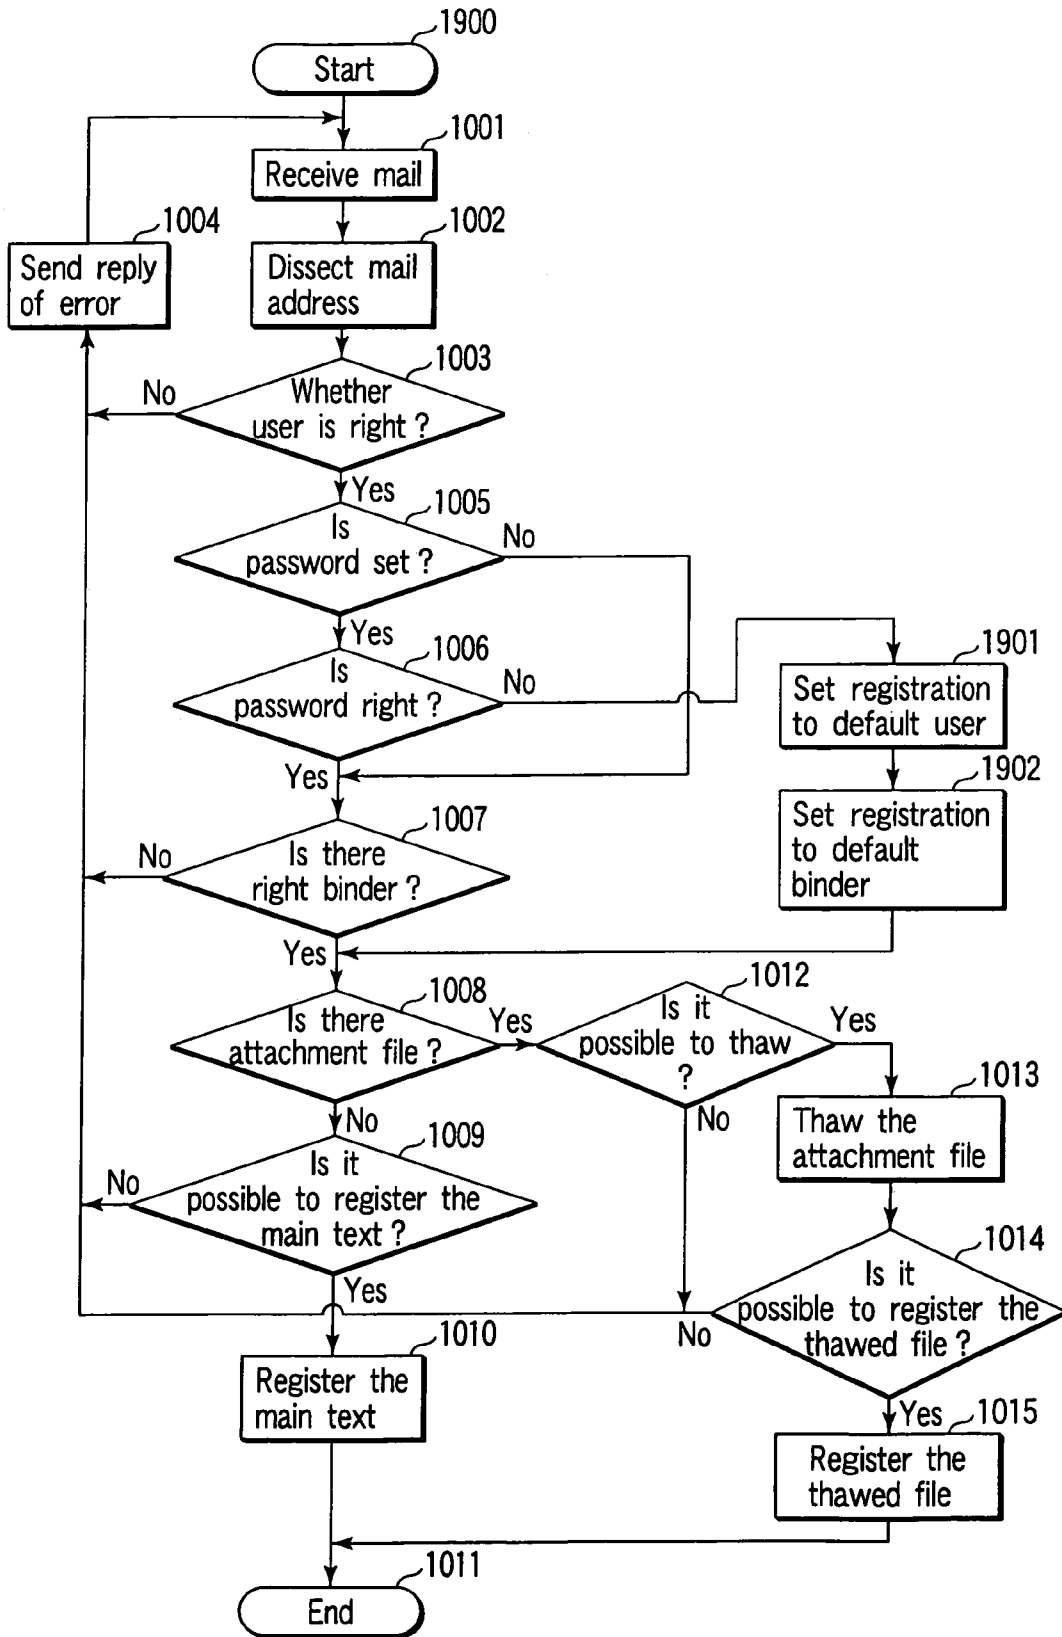 1900
Start
1001
Receive mail
1004
Send reply
of error
1002
Dissect mail
address
1003
Whether
user is right ?
No
Yes
1005
Is
password set ?
No
Yes
1006
Is
password right ?
No
Yes
1901
Set registration
to default user
1902
Set registration
to default
binder
1007
Is there
right binder ?
No
Yes
1008
Is there
attachment file ?
Yes
No
1012
Is it
possible to thaw
?
Yes
No
1013
Thaw the
attachment file
1009
Is it
possible to register the
main text ?
No
Yes
1014
Is it
possible to register the
thawed file ?
No
Yes
1010
Register the
main text
1015
Register the
thawed file
1011
End